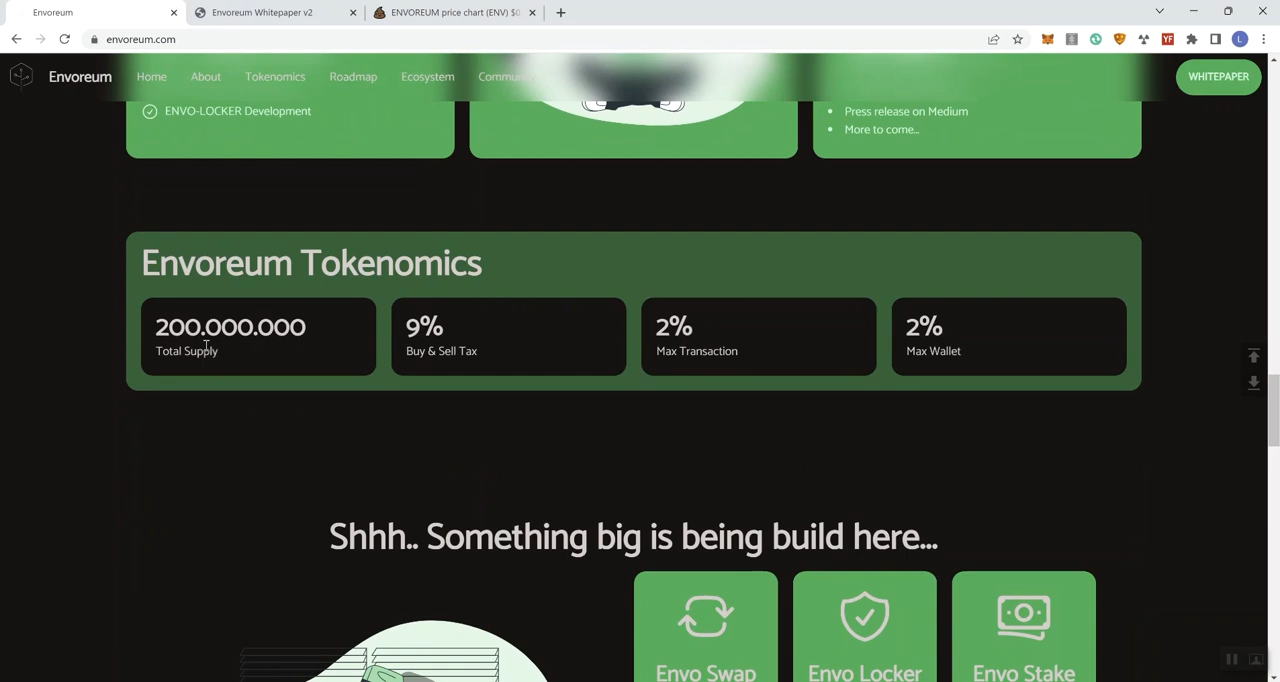 Envoreum
Envoreum Whitepaper v2
ENVOREUM price chart (ENV) $0
envoreum.com
YF
L
Envoreum
Home
About
Tokenomics
Roadmap
Ecosystem
WHITEPAPER
ENVO-LOCKER Development
Press release on Medium
More to come...
Envoreum Tokenomics
200.000.000
Total Supply
9%
Buy & Sell Tax
2%
Max Transaction
2%
Max Wallet
Shhh.. Something big is being build here...
Envo Swap
Envo Locker
Envo Stake